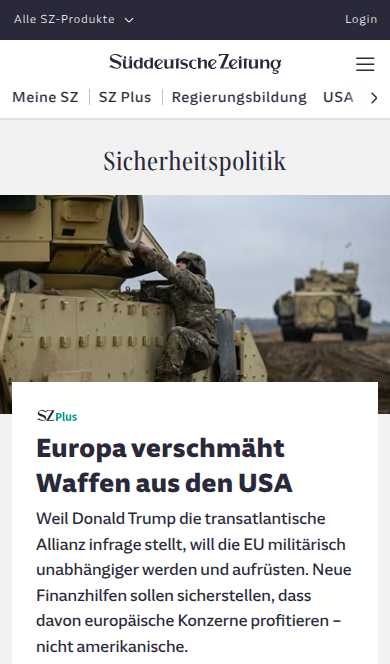 Alle SZ-Produkte
Login
Süddeutsche Zeitung
Meine SZ
SZ Plus
Regierungsbildung
USA
Sicherheitspolitik
SZ Plus
Europa verschmäht
Waffen aus den USA
Weil Donald Trump die transatlantische
Allianz infrage stellt, will die EU militärisch
unabhängiger werden und aufrüsten. Neue
Finanzhilfen sollen sicherstellen, dass
davon europäische Konzerne profitieren –
nicht amerikanische.